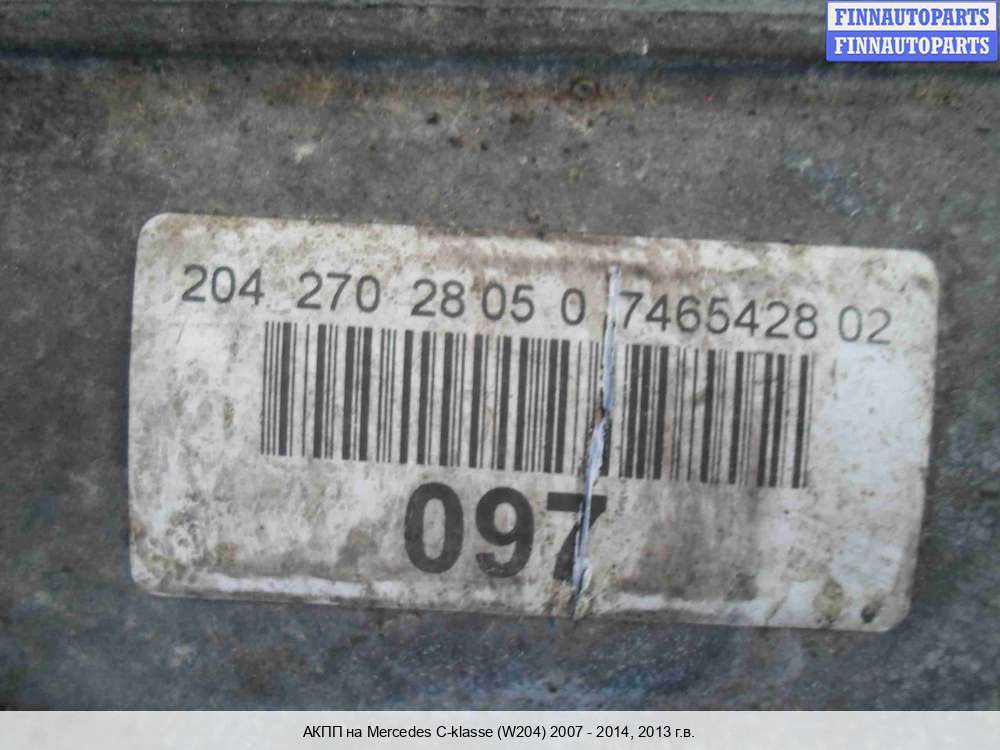 FINNAUTOPARTS
FINNAUTOPARTS
204 270 28 05 0 7465428 02
097
АКПП на Mercedes C-klasse (W204) 2007 - 2014, 2013 г.в.